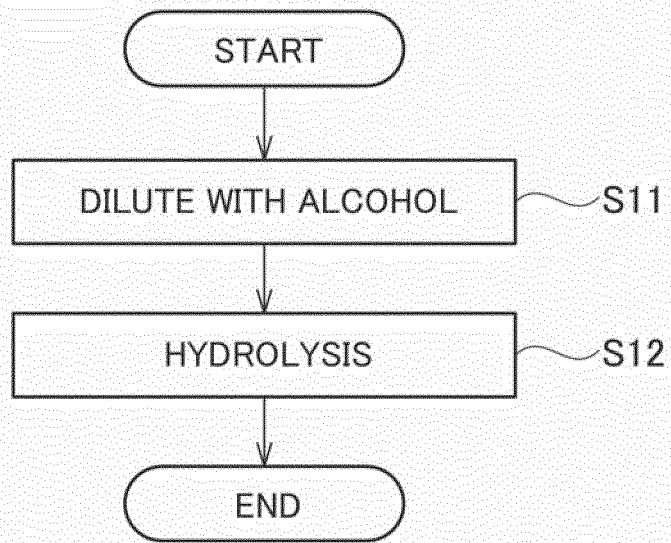 START
DILUTE WITH ALCOHOL
S11
HYDROLYSIS
S12
END